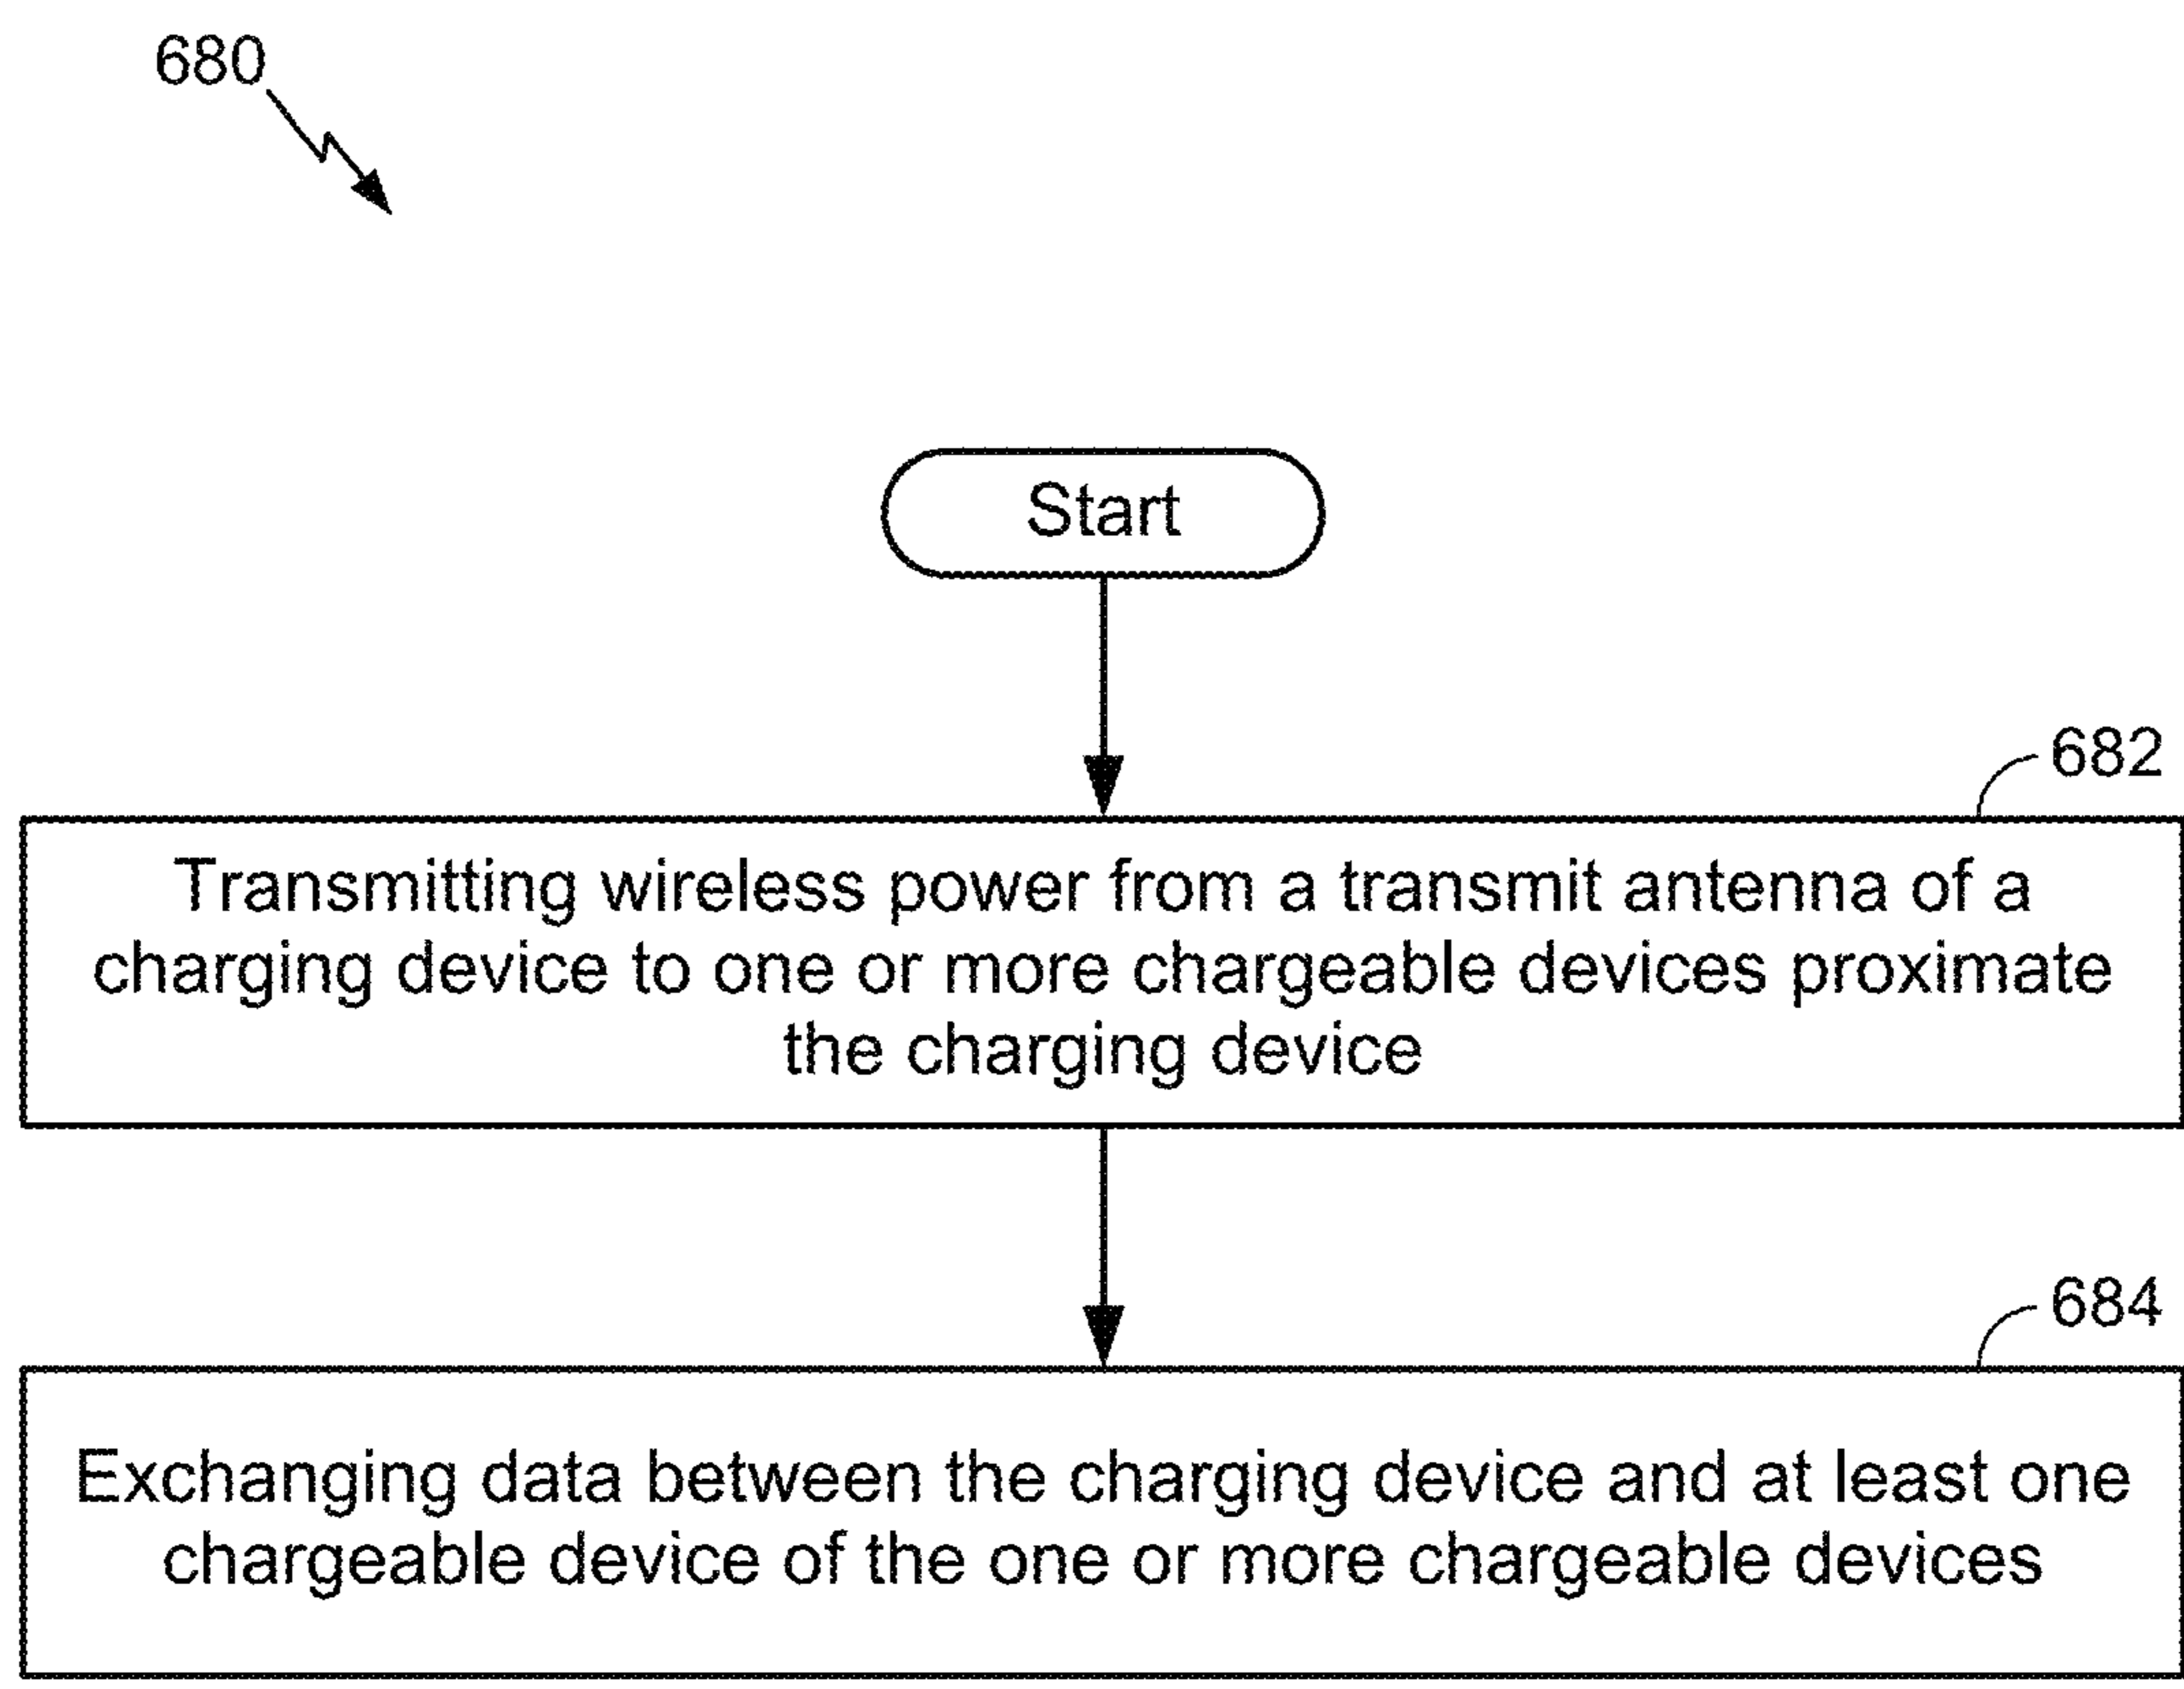 680
Start
682
Transmitting wireless power from a transmit antenna of a
charging device to one or more chargeable devices proximate
the charging device
684
Exchanging data between the charging device and at least one
chargeable device of the one or more chargeable devices